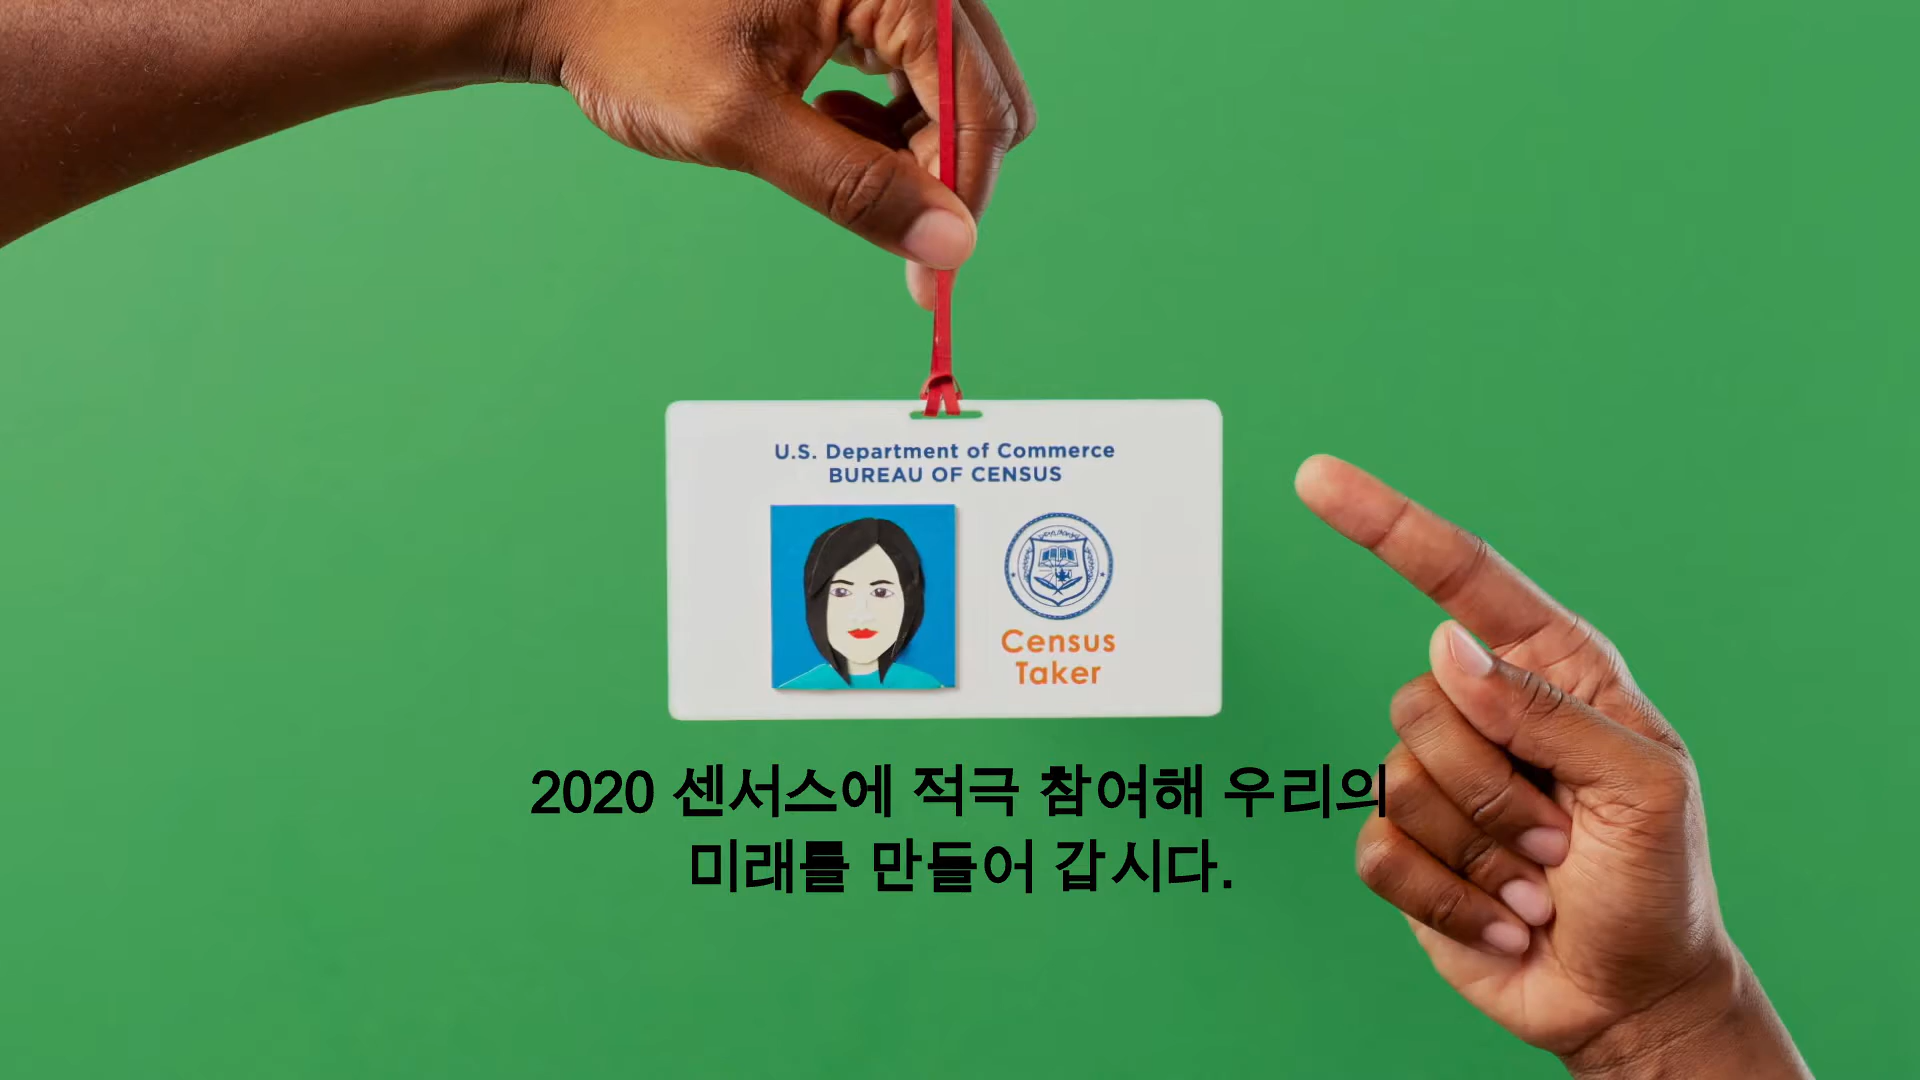 U.S. Department of Commerce
BUREAU OF CENSUS
Census
Taker
2020 센서스에 적극 참여해 우리의
미래를 만들어 갑시다.